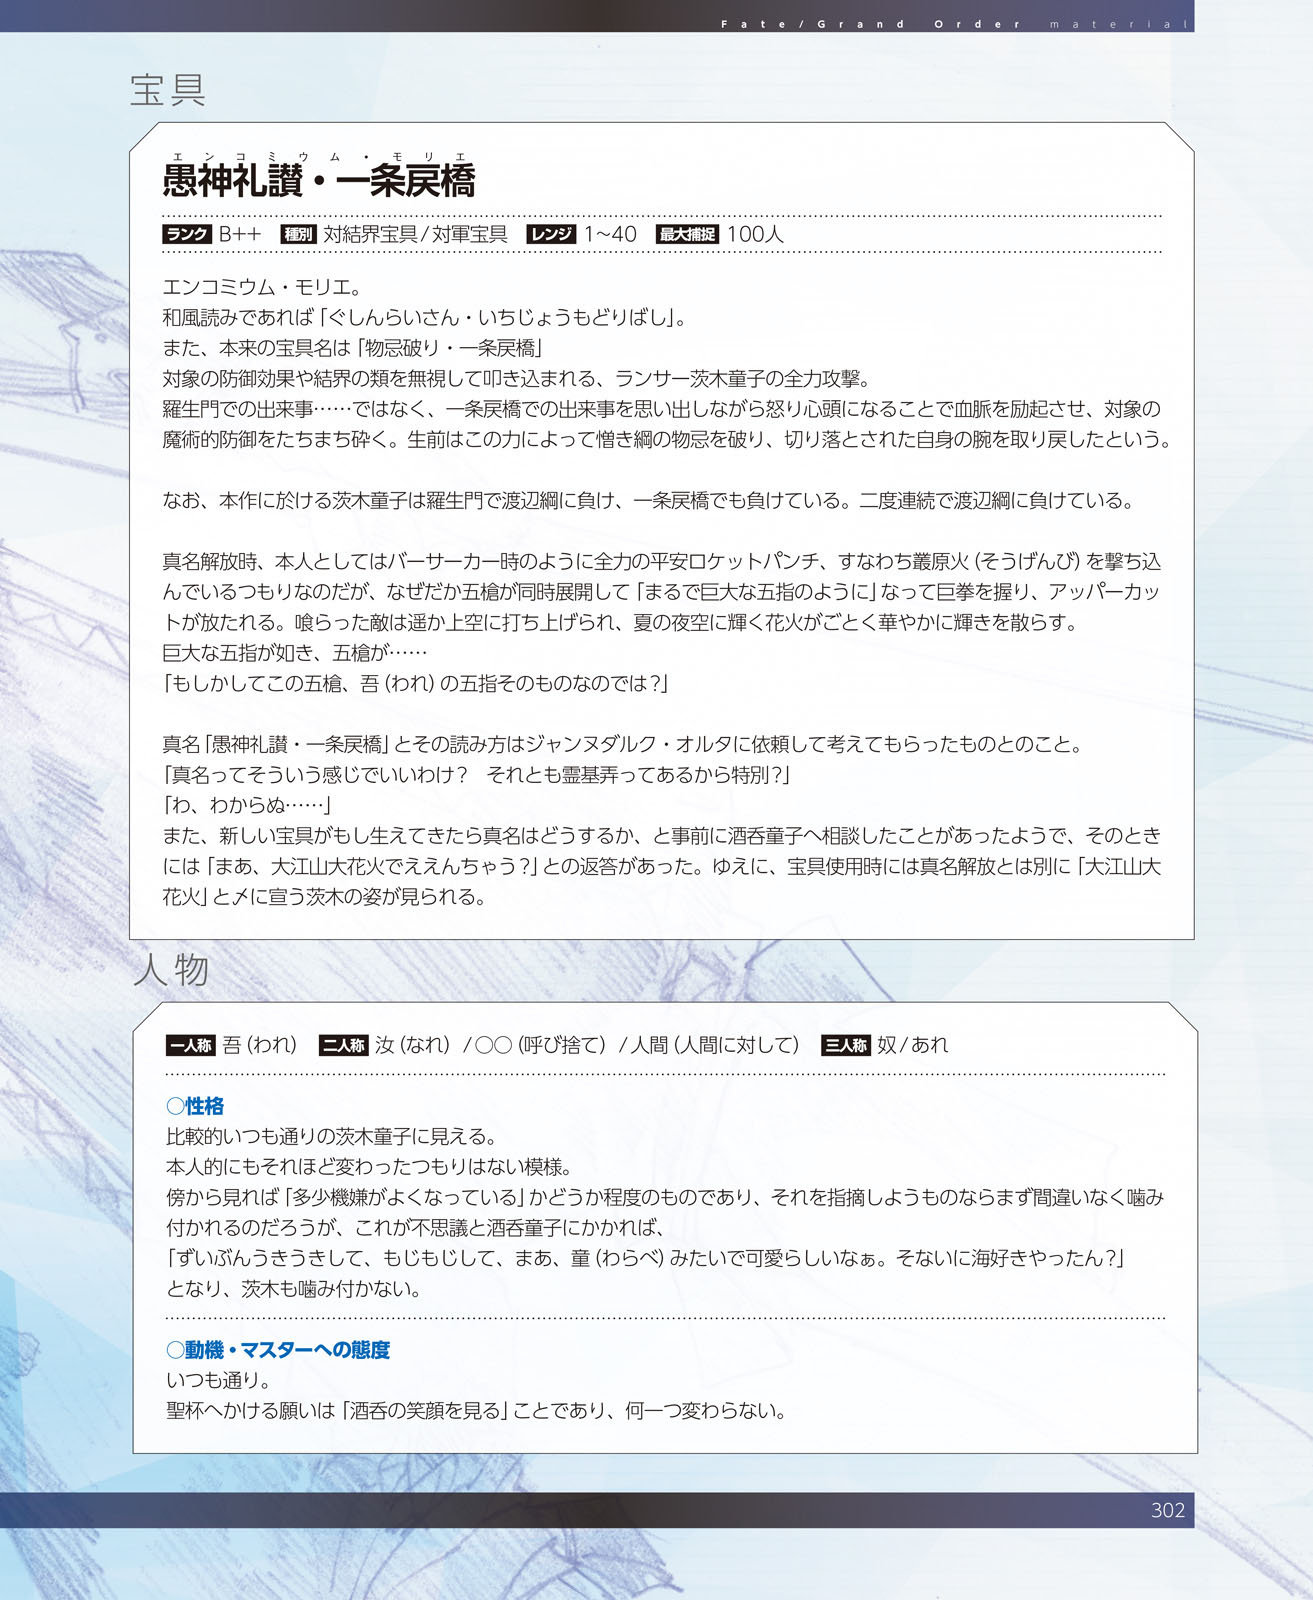 Fate/Grand Order material
宝具
エンコミウム・モリエ
愚神礼讃・一条戻橋
ランク B++ 種別 対結界宝具/対軍宝具 レンジ 1~40 最大捕捉 100人
エンコミウム・モリエ。
和風読みであれば「ぐしんらいさん・いちじょうもどりばし」。
また、本来の宝具名は「物忌破り・一条戻橋」
対象の防御効果や結界の類を無視して叩き込まれる、ランサー茨木童子の全力攻撃。
羅生門での出来事……ではなく、一条戻橋での出来事を思い出しながら怒り心頭になることで血脈を励起させ、対象の
魔術的防御をたちまち砕く。生前はこの力によって憎き綱の物忌を破り、切り落とされた自身の腕を取り戻したという。
なお、本作に於ける茨木童子は羅生門で渡辺綱に負け、一条戻橋でも負けている。二度連続で渡辺綱に負けている。
真名解放時、本人としてはバーサーカー時のように全力の平安ロケットパンチ、すなわち叢原火（そうげんび）を撃ち込
んでいるつもりなのだが、なぜだか五槍が同時展開して「まるで巨大な五指のように」なって巨拳を握り、アッパーカッ
トが放たれる。喰らった敵は遥か上空に打ち上げられ、夏の夜空に輝く花火がごとく華やかに輝きを散らす。
巨大な五指が如き、五槍が……
「もしかしてこの五槍、吾（われ）の五指そのものなのでは？」
真名「愚神礼讃・一条戻橋」とその読み方はジャンヌダルク・オルタに依頼して考えてもらったものとのこと。
「真名ってそういう感じでいいわけ？　それとも霊基弄ってあるから特別？」
「わ、わからぬ……」
また、新しい宝具がもし生えてきたら真名はどうするか、と事前に酒呑童子へ相談したことがあったようで、そのとき
には「まあ、大江山大花火でええんちゃう？」との返答があった。ゆえに、宝具使用時には真名解放とは別に「大江山大
花火」と〆に宣う茨木の姿が見られる。
人物
一人称 吾（われ） 二人称 汝（なれ）/○○（呼び捨て）/人間（人間に対して） 三人称 奴/あれ
○性格
比較的いつも通りの茨木童子に見える。
本人的にもそれほど変わったつもりはない模様。
傍から見れば「多少機嫌がよくなっている」かどうか程度のものであり、それを指摘しようものならまず間違いなく噛み
付かれるのだろうが、これが不思議と酒呑童子にかかれば、
「ずいぶんうきうきして、もじもじして、まあ、童（わらべ）みたいで可愛らしいなぁ。そないに海好きやったん？」
となり、茨木も噛み付かない。
○動機・マスターへの態度
いつも通り。
聖杯へかける願いは「酒呑の笑顔を見る」ことであり、何一つ変わらない。
302